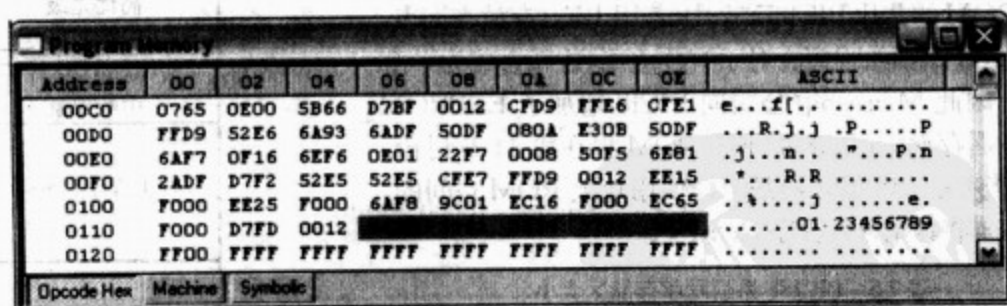 Program Memory
Address 00 02 04 06 08 0A 0C 0E ASCII
00C0 0765 0E00 5B66 D7BF 0012 CFD9 FFE6 CFE1 e...f[.. ........
00D0 FFD9 52E6 6A93 6ADF 50DF 080A E30B 50DF ...R.j.j .P.....P
00E0 6AF7 0F16 6EF6 0E01 22F7 0008 50F5 6E81 .j...n.. ."...P.n
00F0 2ADF D7F2 52E5 52E5 CFE7 FFD9 0012 EE15 .*...R.R ........
0100 F000 EE25 F000 6AF8 9C01 EC16 F000 EC65 ..%....j ......e.
0110 F000 D7FD 0012 ......01 23456789
0120 FF00 FFFF FFFF FFFF FFFF FFFF FFFF FFFF ........ ........
Opcode Hex Machine Symbolic